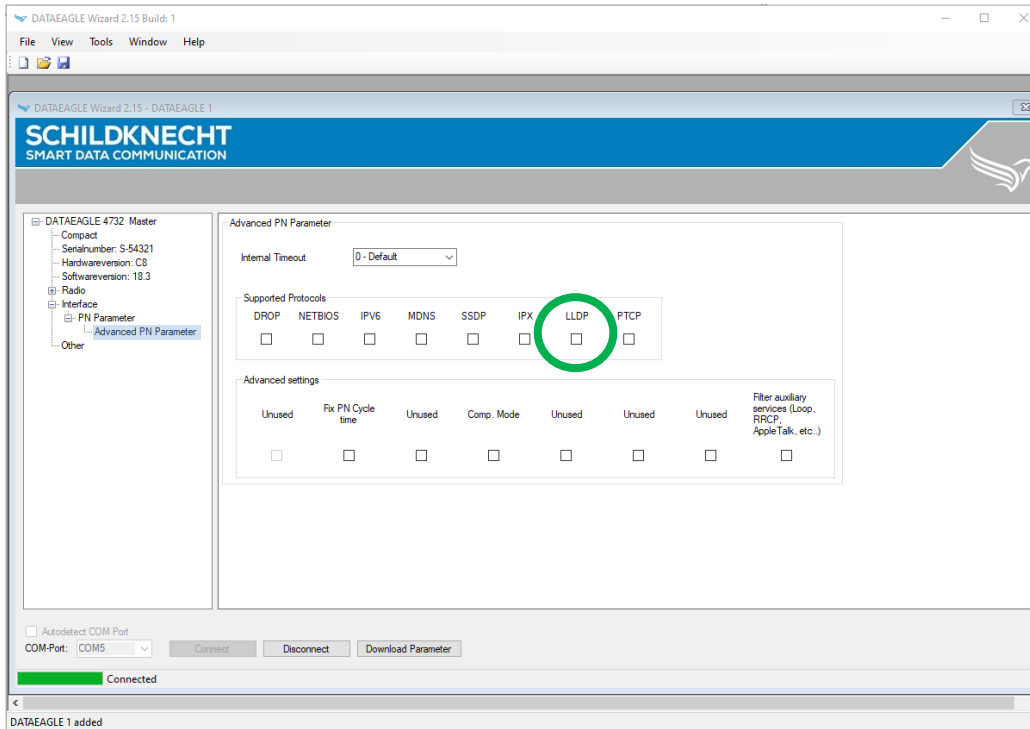 DATAEAGLE Wizard 2.15 Build: 1
File View Tools Window Help
DATAEAGLE Wizard 2.15 - DATAEAGLE 1
SCHILDKNECHT
SMART DATA COMMUNICATION
DATAEAGLE 4732 Master
Compact
Serialnumber: S-54321
Hardwareversion: C8
Softwareversion: 18.3
Radio
Interface
PN Parameter
Advanced PN Parameter
Other
Advanced PN Parameter
Internal Timeout 0 - Default
Supported Protocols
DROP NETBIOS IPV6 MDNS SSDP IPX LLDP PTCP
Advanced settings
Unused
Fix PN Cycle
time
Unused
Comp. Mode
Unused
Unused
Unused
Filter auxiliary
services (Loop,
RRCP,
AppleTalk, etc..)
Autodetect COM Port
COM-Port: COM5 Connect Disconnect Download Parameter
Connected
DATAEAGLE 1 added